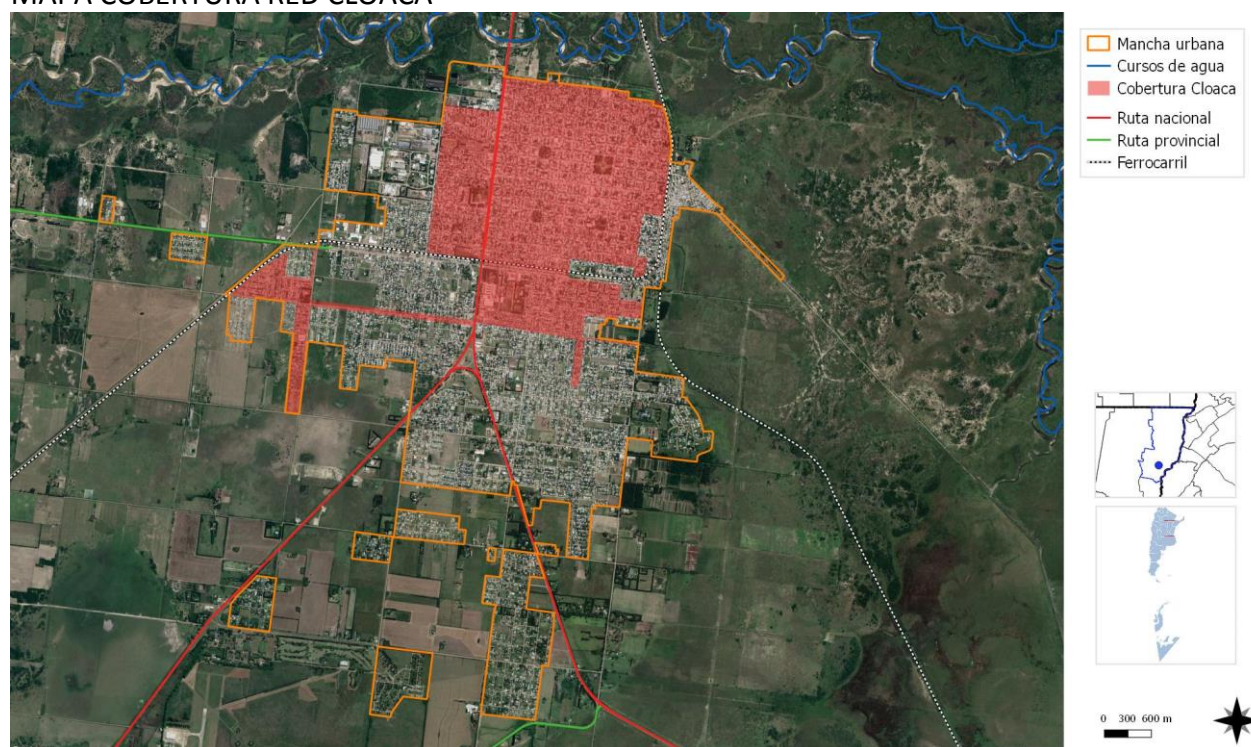 MAPA COBERTURA RED CLOACA
Mancha urbana
Cursos de agua
Cobertura Cloaca
Ruta nacional
Ruta provincial
Ferrocarril
0 300 600 m